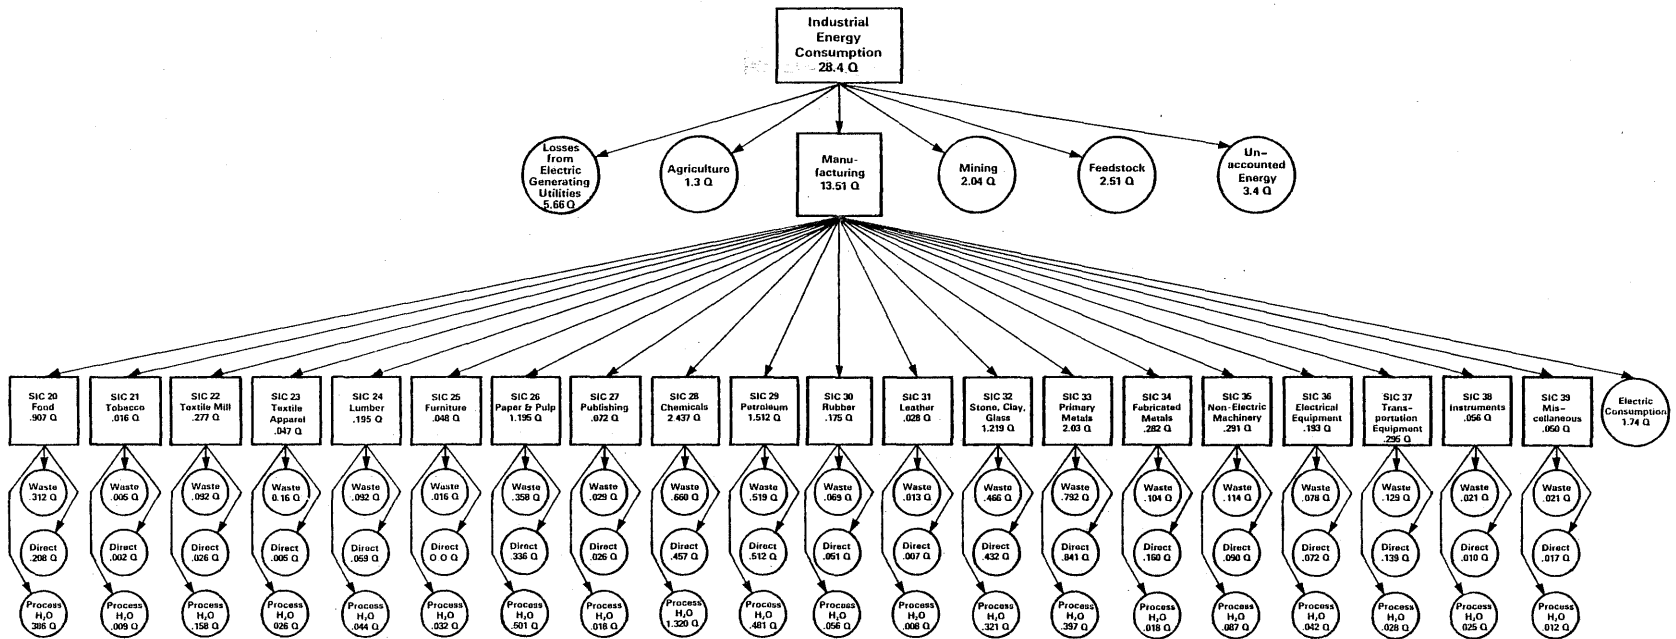 Industrial
Energy
Consumption
28.4 Q
Losses
from
Electric
Generating
Utilities
5.66 Q
Agriculture
1.3 Q
Manu-
facturing
13.51 Q
Mining
2.04 Q
Feedstock
2.51 Q
Un-
accounted
Energy
3.4 Q
SIC 20
Food
.907 Q
SIC 21
Tobacco
.016 Q
SIC 22
Textile Mill
.277 Q
SIC 23
Textile
Apparel
.047 Q
SIC 24
Lumber
.195 Q
SIC 25
Furniture
.048 Q
SIC 26
Paper & Pulp
1.195 Q
SIC 27
Publishing
.072 Q
SIC 28
Chemicals
2 437 Q
SIC 29
Petroleum
1.512 Q
SIC 30
Rubber
.175 Q
SIC 31
Leather
.028 Q
SIC 32
Stone, Clay,
Glass
1.219 Q
SIC 33
Primary
Metals
2.03 Q
SIC 34
Fabricated
Metals
.282 Q
SIC 35
Non-Electric
Machinery
.291 Q
SIC 36
Electrical
Equipment
.193 Q
SIC 37
Trans-
portation
Equipment
.295 Q
SIC 38
Instruments
.056 Q
SIC 39
Mis-
cellaneous
.050 Q
Electric
Consumption
1.74 Q
Waste
.312 Q
Waste
.005 Q
Waste
.092 Q
Waste
0.16 Q
Waste
.092 Q
Waste
.016 Q
Waste
.358 Q
Waste
.029 Q
Waste
.660 Q
Waste
.519 Q
Waste
.069 Q
Waste
.013 Q
Waste
.466 Q
Waste
.792 Q
Waste
.104 Q
Waste
.114 Q
Waste
.078 Q
Waste
.129 Q
Waste
.021 Q
Waste
.021 Q
Direct
.208 Q
Direct
.002 Q
Direct
.026 Q
Direct
.005 Q
Direct
.059 Q
Direct
O O Q
Direct
.336 Q
Direct
.026 Q
Direct
.457 Q
Direct
.512 Q
Direct
.051 Q
Direct
.007 Q
Direct
.432 Q
Direct
.841 Q
Direct
.160 Q
Direct
.090 Q
Direct
.072 Q
Direct
.139 Q
Direct
.010 Q
Direct
.017 Q
Process
H₂O
.386 Q
Process
H₂O
.009 Q
Process
H₂O
.158 Q
Process
H₂O
026 Q
Process
H₂O
.044 Q
Process
H₂O
.032 Q
Process
H₂O
.501 Q
Process
H₂O
.018 Q
Process
H₂O
1.320 Q
Process
H₂O
.481 Q
Process
H₂O
.056 Q
Process
H₂O
.008 Q
Process
H₂O
.321 Q
Process
H₂O
.397 Q
Process
H₂O
.018 Q
Process
H₂O
.087 Q
Process
H₂O
.042 Q
Process
H₂O
.028 Q
Process
H₂O
.025 Q
Process
H₂O
.012 Q